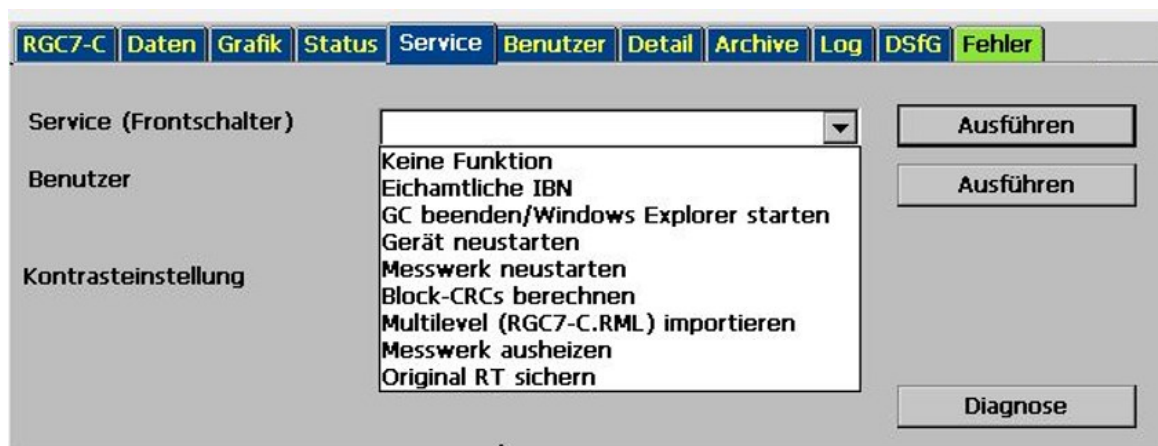 RGC7-C Daten Grafik Status Service Benutzer Detail Archive Log DSfG Fehler
Service (Frontschalter) Ausführen
Keine Funktion
Benutzer Eichamtliche IBN Ausführen
GC beenden/Windows Explorer starten
Gerät neustarten
Kontrasteinstellung Messwerk neustarten
Block-CRCs berechnen
Multilevel (RGC7-C.RML) importieren
Messwerk ausheizen
Original RT sichern
Diagnose